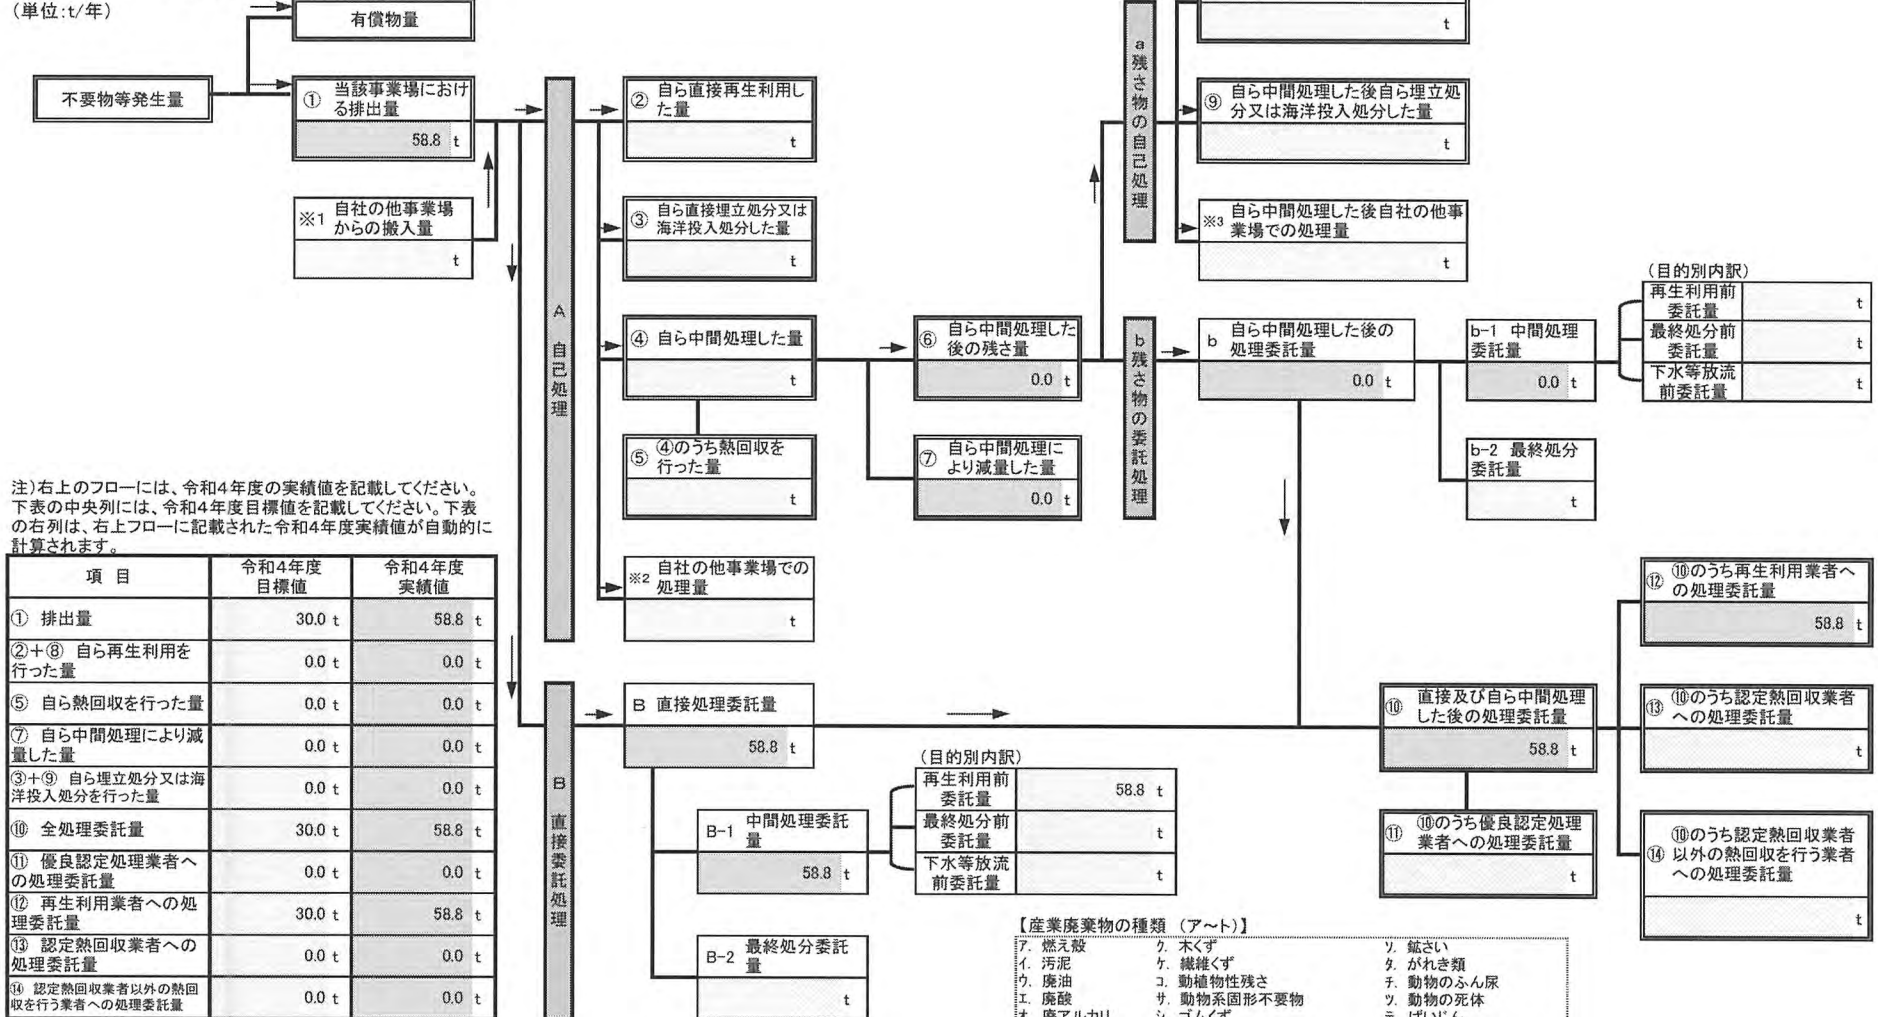 (単位:t/年)
有償物量
不要物等発生量
① 当該事業場におけ
る排出量
58.8 t
※1 自社の他事業場
からの搬入量
t
A 自己処理
② 自ら直接再生利用し
た量
t
③ 自ら直接埋立処分又は
海洋投入処分した量
t
④ 自ら中間処理した量
t
⑤ ④のうち熱回収を
行った量
t
※2 自社の他事業場での
処理量
t
⑥ 自ら中間処理した
後の残さ量
0.0 t
⑦ 自ら中間処理に
より減量した量
0.0 t
a 残さ物の自己処理
t
⑨ 自ら中間処理した後自ら埋立処
分又は海洋投入処分した量
t
※3 自ら中間処理した後自社の他事
業場での処理量
t
b 残さ物の委託処理
b 自ら中間処理した後の
処理委託量
0.0 t
b-1 中間処理
委託量
0.0 t
b-2 最終処分
委託量
t
(目的別内訳)
再生利用前
委託量
t
最終処分前
委託量
t
下水等放流
前委託量
t
注)右上のフローには、令和4年度の実績値を記載してください。
下表の中央列には、令和4年度目標値を記載してください。下表
の右列は、右上フローに記載された令和4年度実績値が自動的に
計算されます。
項 目
令和4年度
目標値
令和4年度
実績値
① 排出量 30.0 t 58.8 t
②+⑧ 自ら再生利用を
行った量 0.0 t 0.0 t
⑤ 自ら熱回収を行った量 0.0 t 0.0 t
⑦ 自ら中間処理により減
量した量 0.0 t 0.0 t
③+⑨ 自ら埋立処分又は海
洋投入処分を行った量 0.0 t 0.0 t
⑩ 全処理委託量 30.0 t 58.8 t
⑪ 優良認定処理業者へ
の処理委託量 0.0 t 0.0 t
⑫ 再生利用業者への処
理委託量 30.0 t 58.8 t
⑬ 認定熱回収業者への
処理委託量 0.0 t 0.0 t
⑭ 認定熱回収業者以外の熱回
収を行う業者への処理委託量 0.0 t 0.0 t
B 直接委託処理
B 直接処理委託量
58.8 t
B-1 中間処理委託
量
58.8 t
B-2 最終処分委託
量
t
(目的別内訳)
再生利用前
委託量
58.8 t
最終処分前
委託量
t
下水等放流
前委託量
t
⑩ 直接及び自ら中間処理
した後の処理委託量
58.8 t
⑪ ⑩のうち優良認定処理
業者への処理委託量
t
⑫ ⑩のうち再生利用業者へ
の処理委託量
58.8 t
⑬ ⑩のうち認定熱回収業者
への処理委託量
t
⑭ ⑩のうち認定熱回収業者
以外の熱回収を行う業者
への処理委託量
t
【産業廃棄物の種類 (ア~ト)】
ア. 燃え殻 ク. 木くず ソ. 鉱さい
イ. 汚泥 ケ. 繊維くず タ. がれき類
ウ. 廃油 コ. 動植物性残さ チ. 動物のふん尿
エ. 廃酸 サ. 動物系固形不要物 ツ. 動物の死体
オ. 廃アルカリ シ. ゴムくず テ. ばいじん